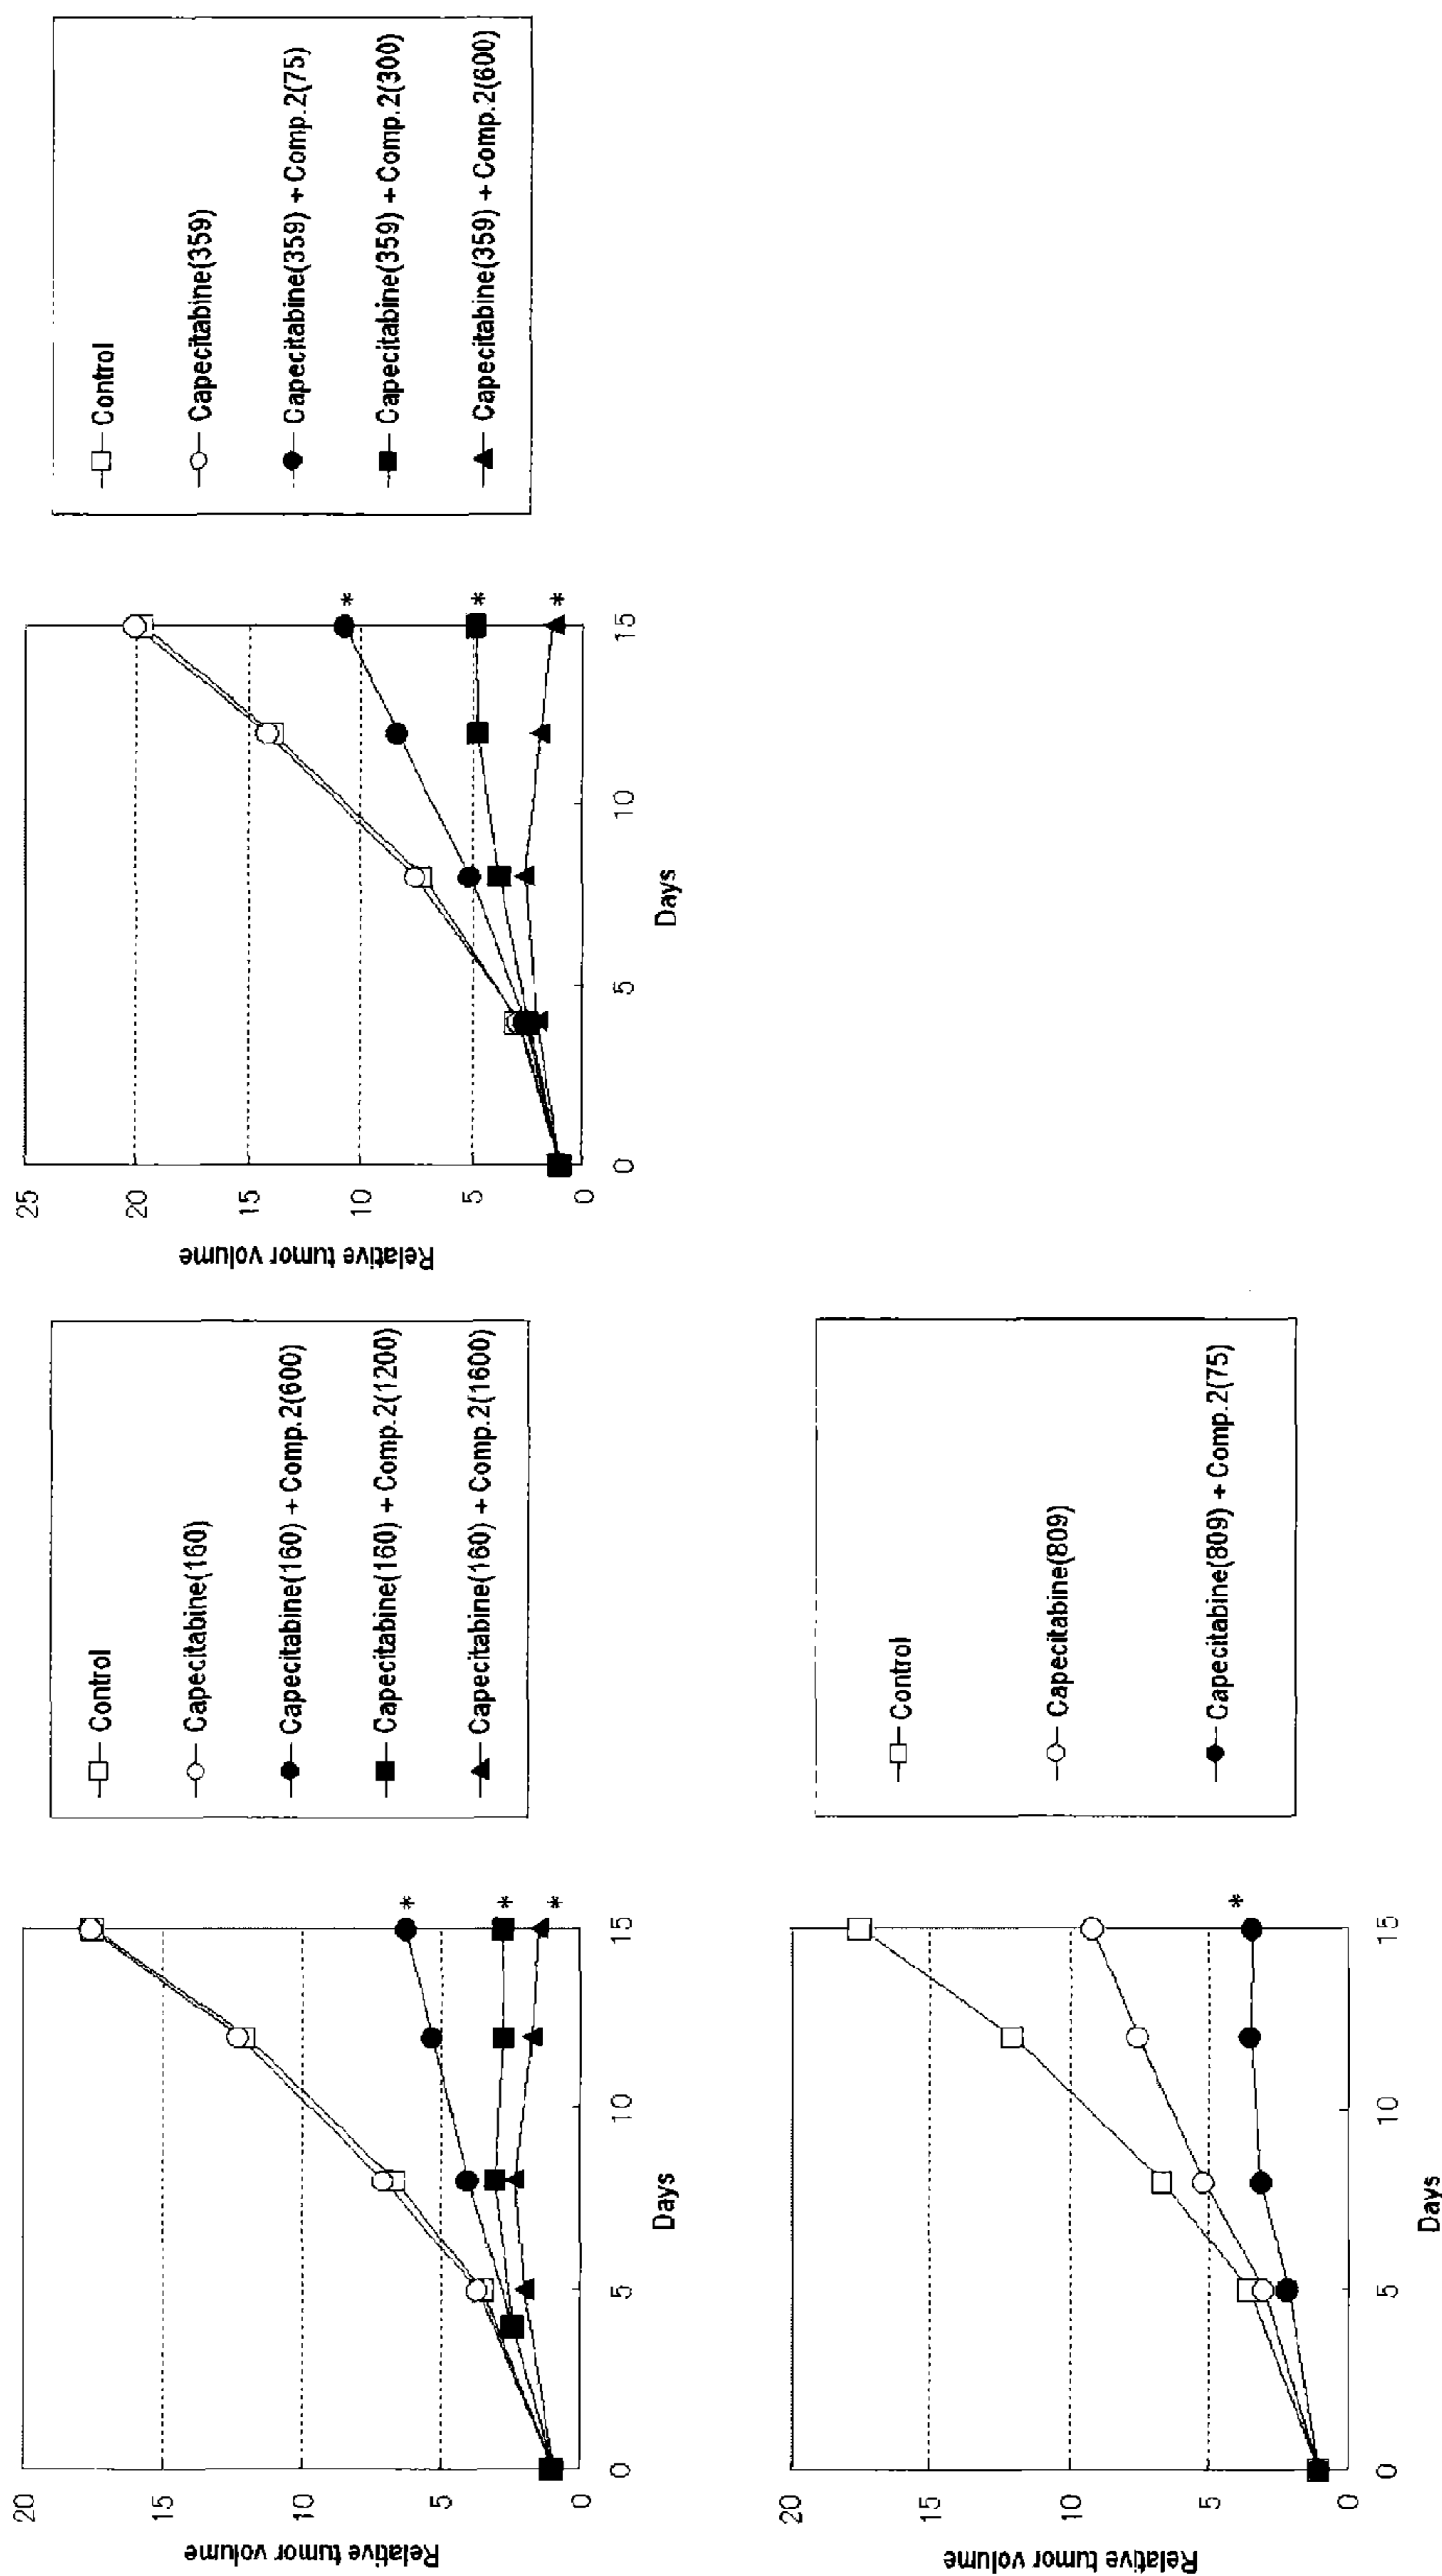 Relative tumor volume
20
15
10
5
0
0
5
10
15
Days
*
*
*
Control
Capecitabine(160)
Capecitabine(160) + Comp.2(600)
Capecitabine(160) + Comp.2(1200)
Capecitabine(160) + Comp.2(1600)
Relative tumor volume
25
20
15
10
5
0
0
5
10
15
Days
*
*
*
Control
Capecitabine(359)
Capecitabine(359) + Comp.2(75)
Capecitabine(359) + Comp.2(300)
Capecitabine(359) + Comp.2(600)
Relative tumor volume
20
15
10
5
0
0
5
10
15
Days
*
Control
Capecitabine(809)
Capecitabine(809) + Comp.2(75)